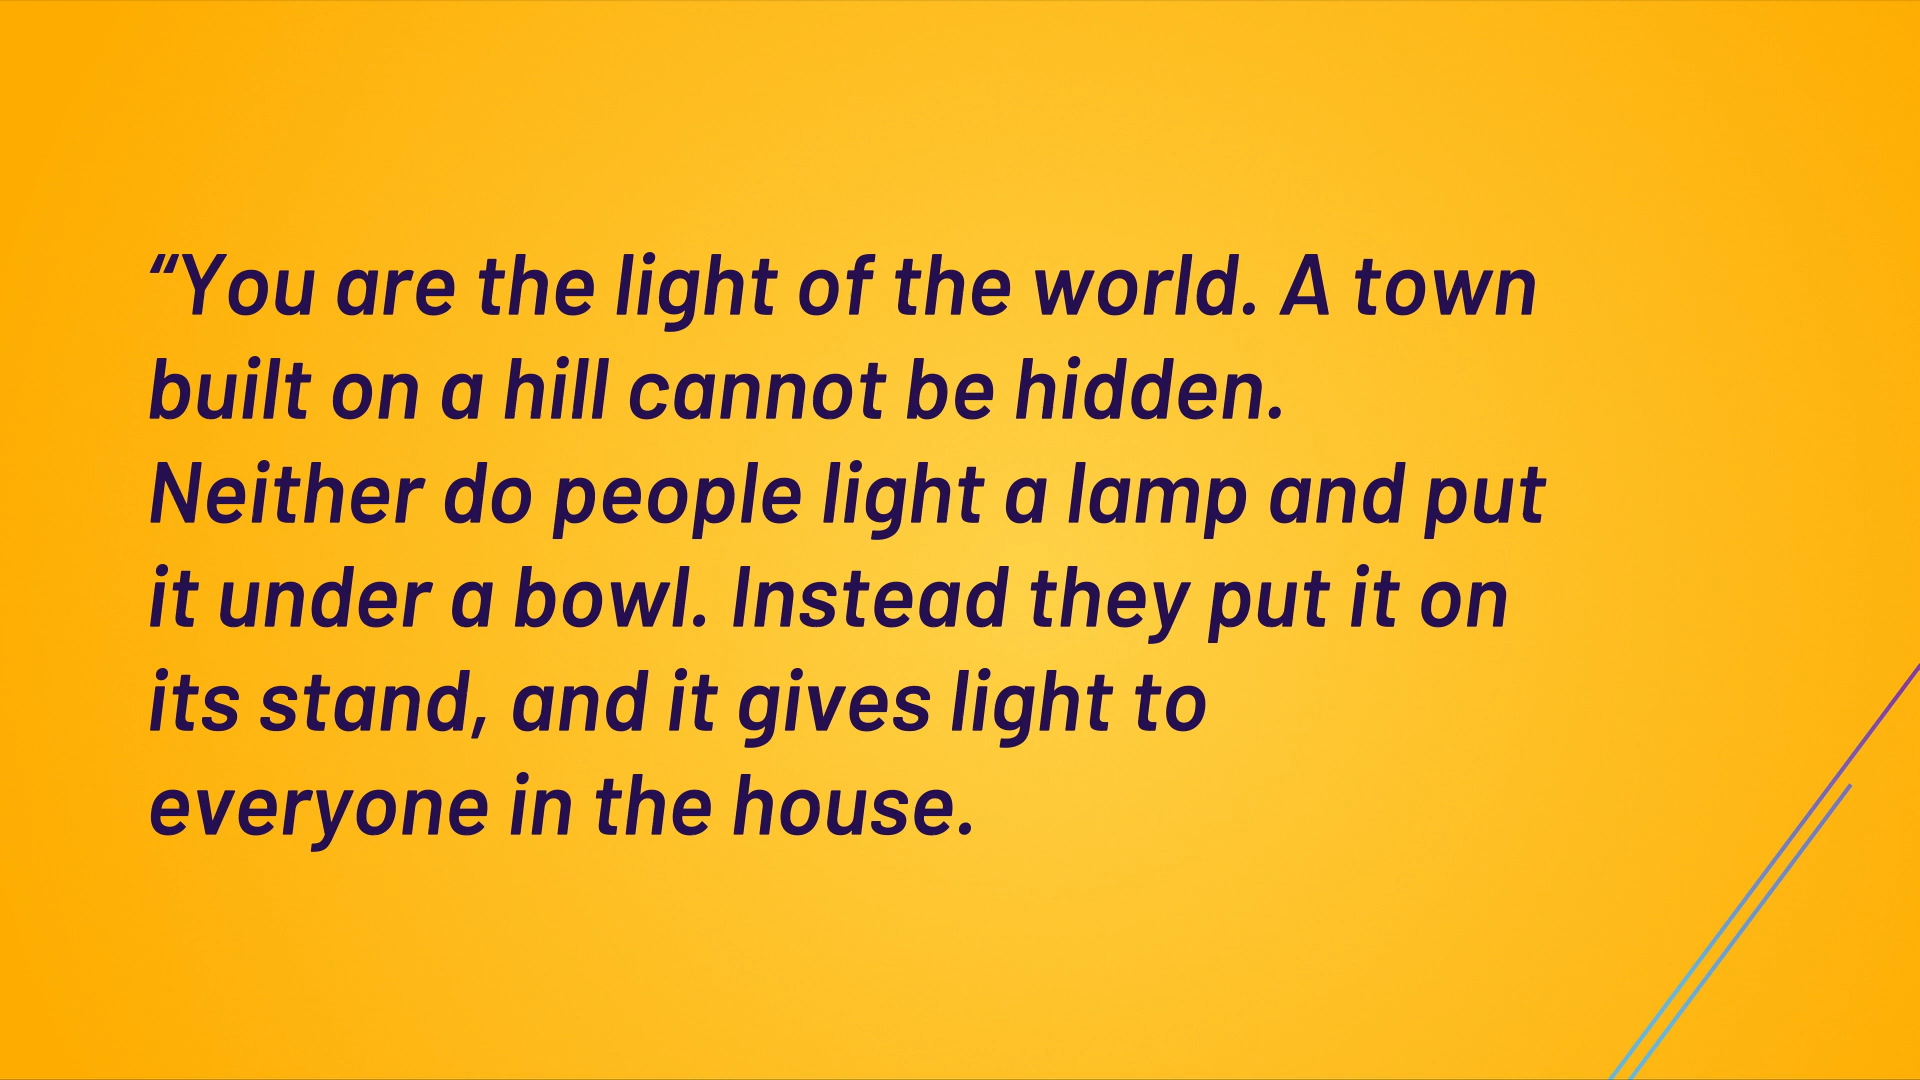 “You are the light of the world. A town
built on a hill cannot be hidden.
Neither do people light a lamp and put
it under a bowl. Instead they put it on
its stand, and it gives light to
everyone in the house.